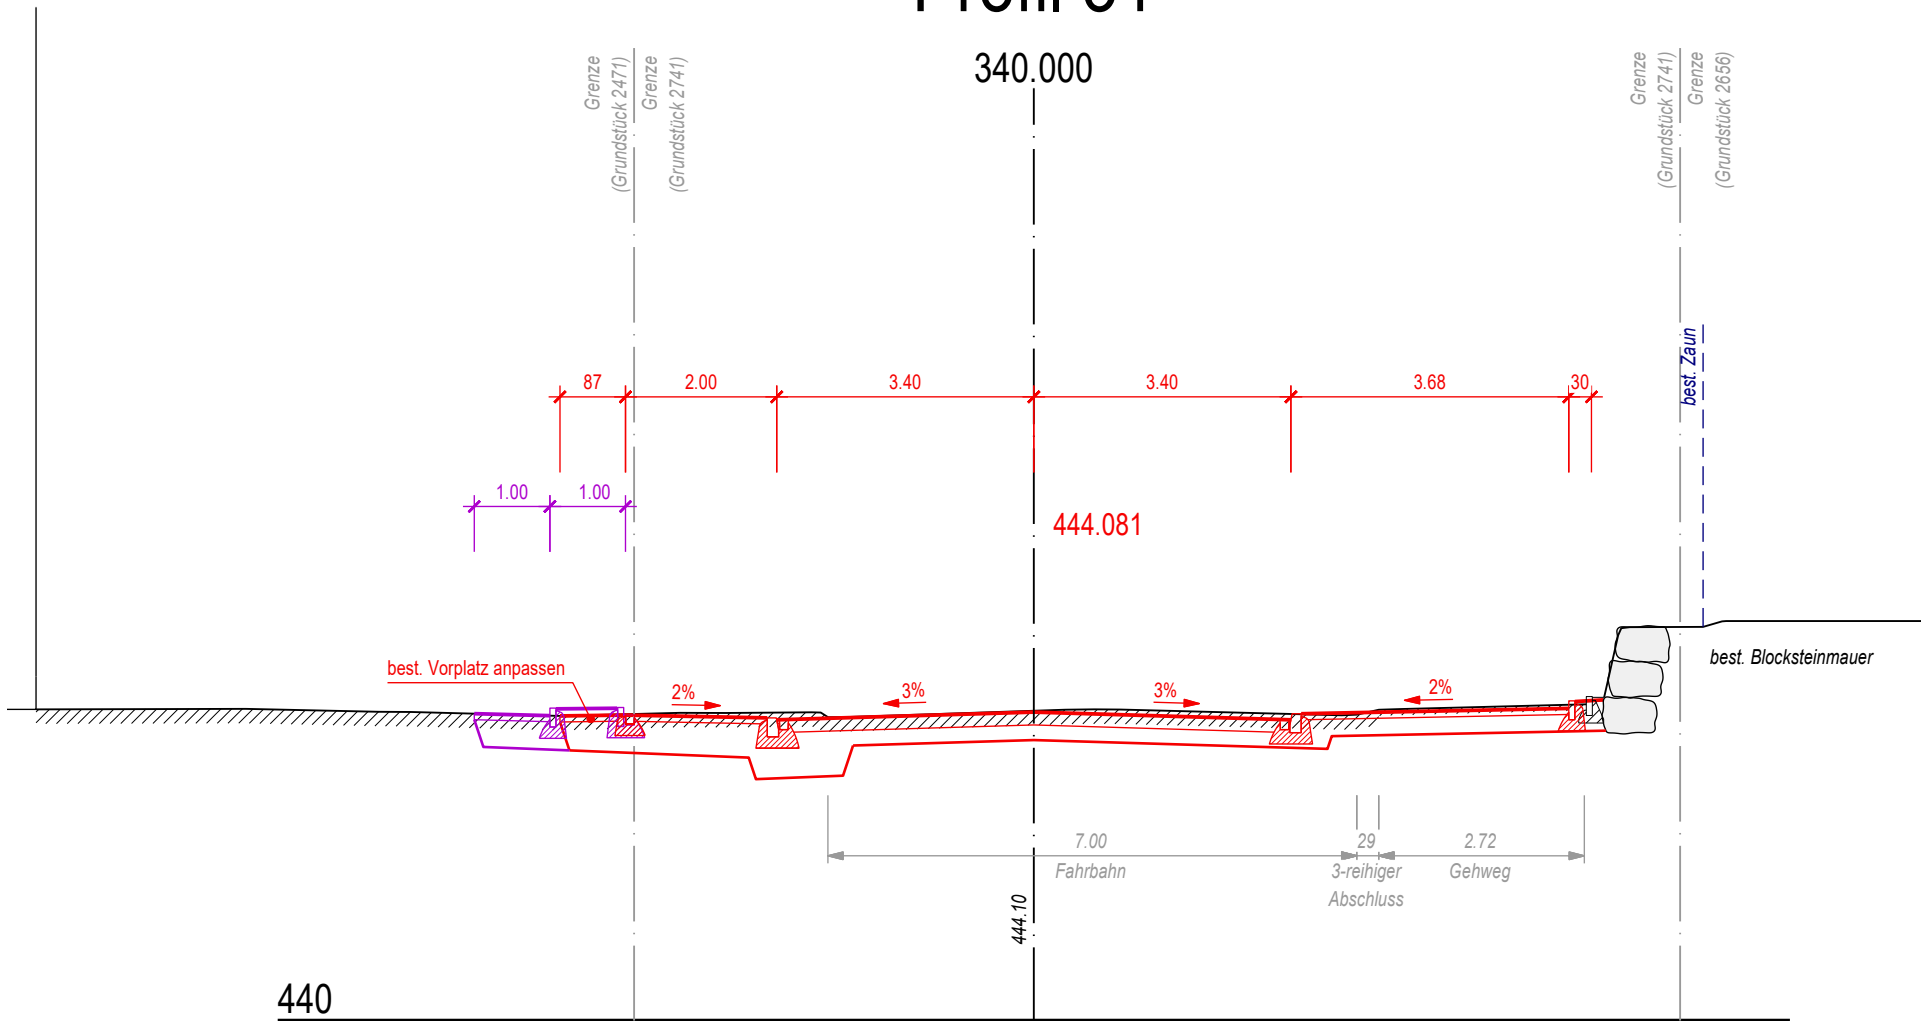 340.000
Grenze
(Grundstück 2471)
Grenze
(Grundstück 2741)
Grenze
(Grundstück 2741)
Grenze
(Grundstück 2656)
best. Zaun
87
2.00
3.40
3.40
3.68
30
1.00
1.00
444.081
best. Vorplatz anpassen
2%
3%
3%
2%
best. Blocksteinmauer
7.00
29
2.72
Fahrbahn
3-reihiger
Abschluss
Gehweg
444.10
440